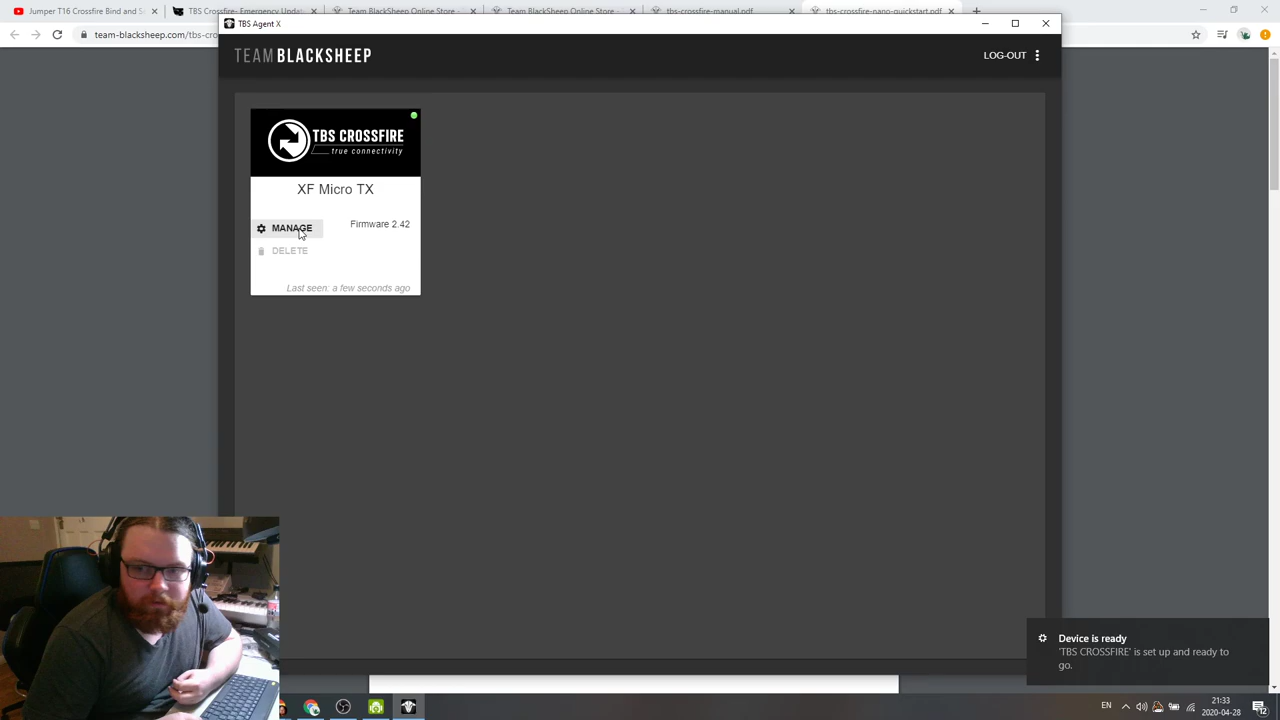 Jumper T16 Crossfire Bind and S
TBS Crossfire - Emergency Updat
Team BlackSheep Online Store -
Team BlackSheep Online Store -
tbs-crossfire-manual.pdf
tbs-crossfire-nano-quickstart.pdf
team-blacksheep.com/tbs-cros
TBS Agent X
TEAM BLACKSHEEP
LOG-OUT
TBS CROSSFIRE
true connectivity
XF Micro TX
MANAGE
Firmware 2.42
DELETE
Last seen: a few seconds ago
Device is ready
'TBS CROSSFIRE' is set up and ready to
go.
EN
21:33
2020-04-28
12